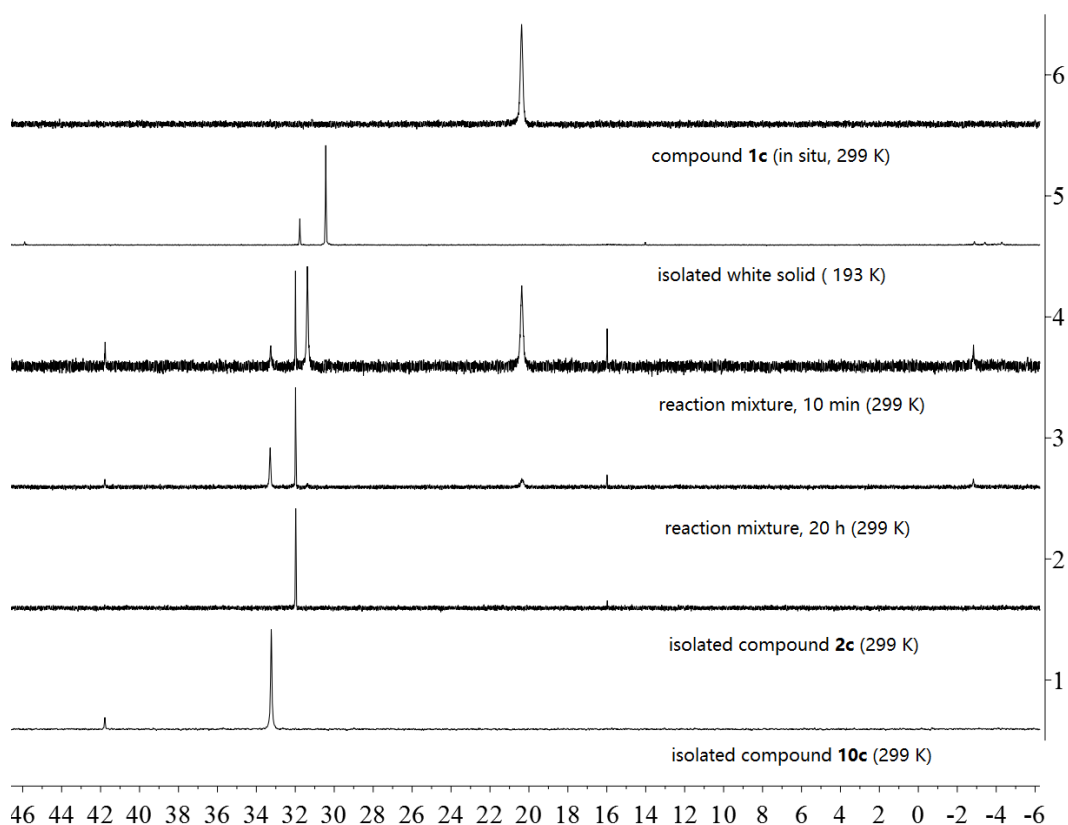 6
compound 1c (in situ, 299 K)
5
isolated white solid ( 193 K)
4
reaction mixture, 10 min (299 K)
3
reaction mixture, 20 h (299 K)
2
isolated compound 2c (299 K)
1
isolated compound 10c (299 K)
46 44 42 40 38 36 34 32 30 28 26 24 22 20 18 16 14 12 10 8 6 4 2 0 -2 -4 -6